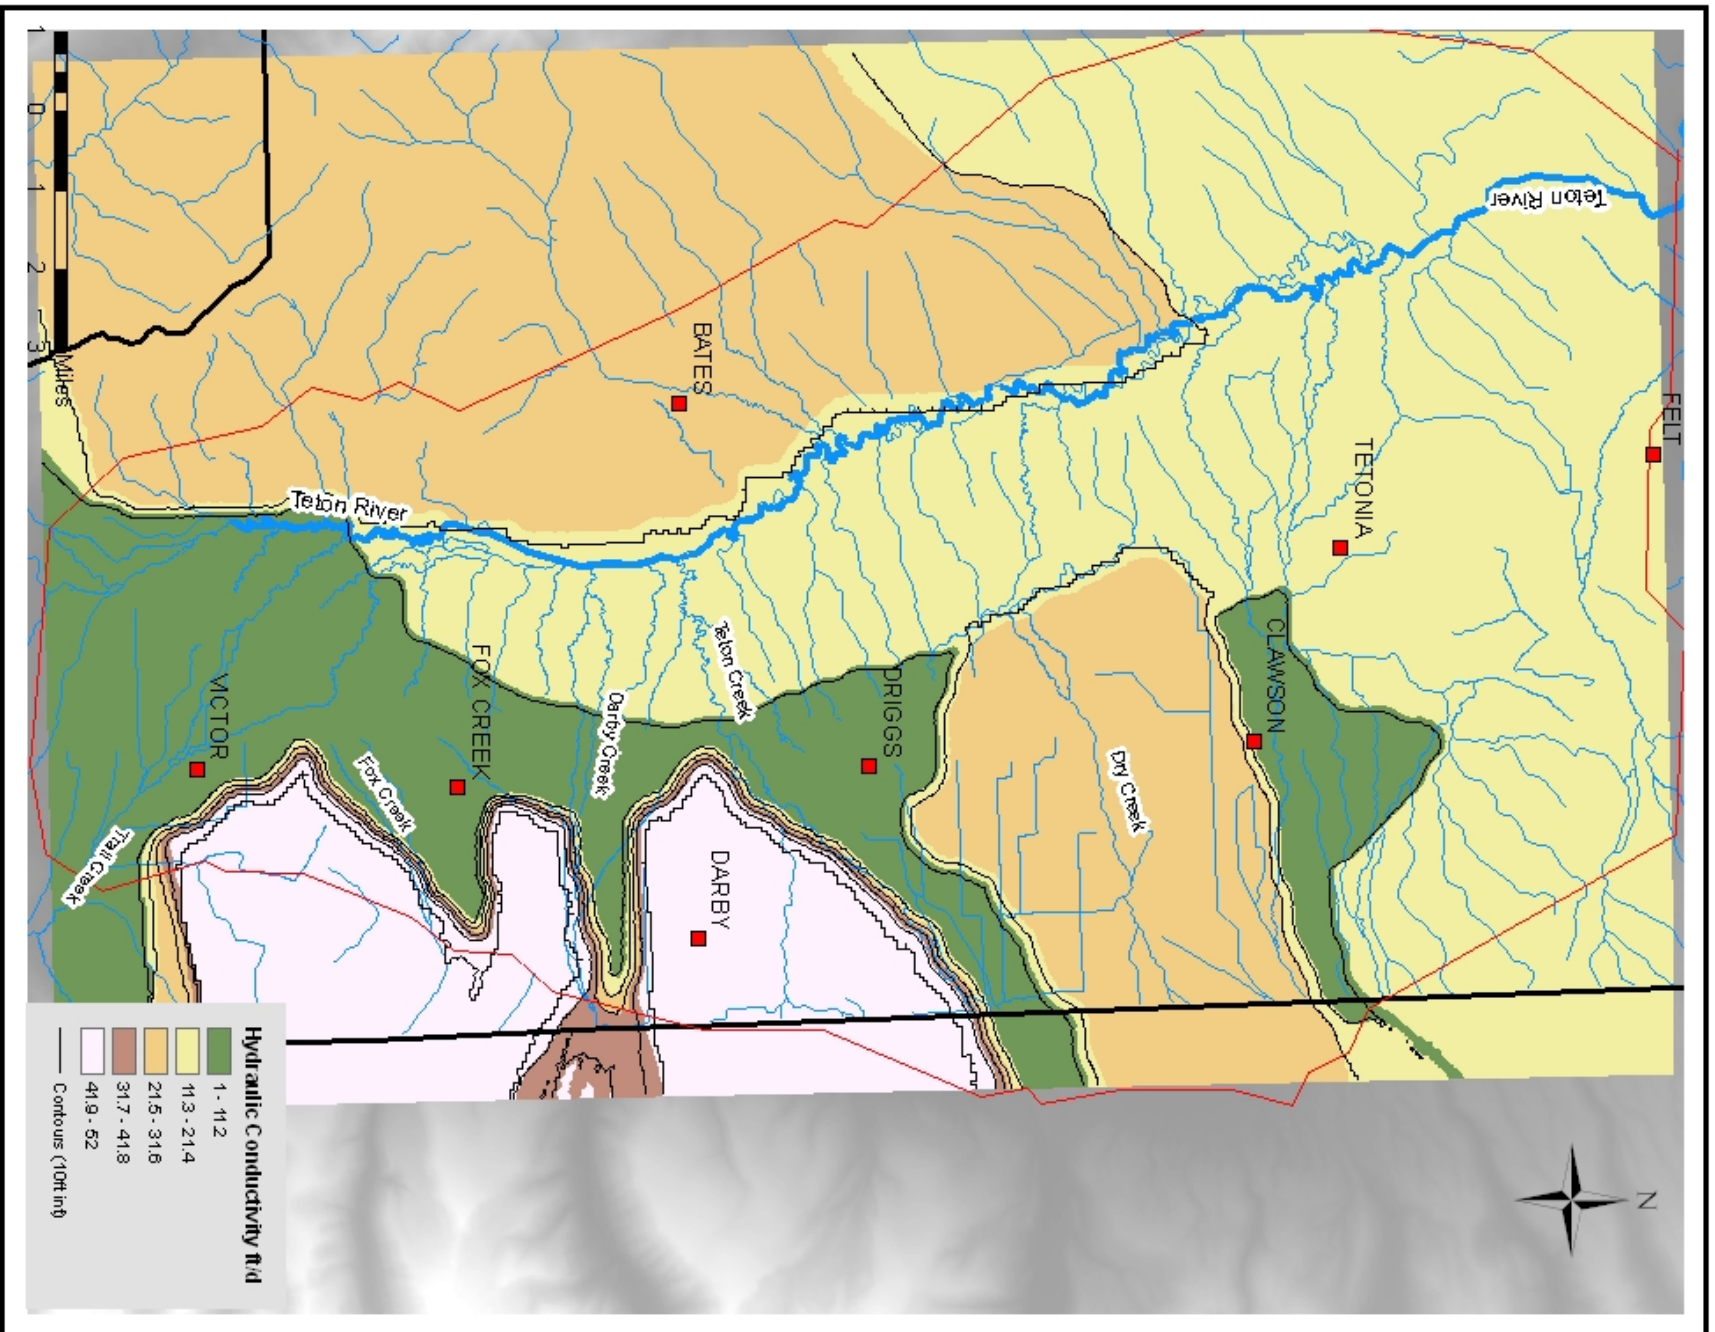 Teton River
FELT
TETONIA
BATES
Teton River
CLAWSON
DRIGGS
Teton Creek
Dry Creek
FOX CREEK
Darby Creek
VICTOR
Fox Creek
DARBY
Trail Creek
1 0 1 2 3
Miles
N
Hydraulic Conductivity ft/d
1 - 11.2
11.3 - 21.4
21.5 - 31.6
31.7 - 41.8
41.9 - 52
Contours (10ft int)